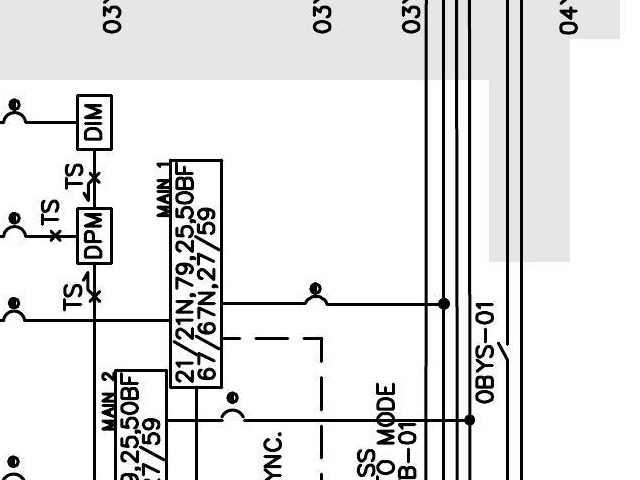 03
03
03
04
DIM
TS
TS
DPM
TS
MAIN 1
21/21N,79,25,50BF
67/67N,27/59
MAIN 2
9,25,50BF
27/59
0BYS-01
YNC.
SS
O MODE
B-01